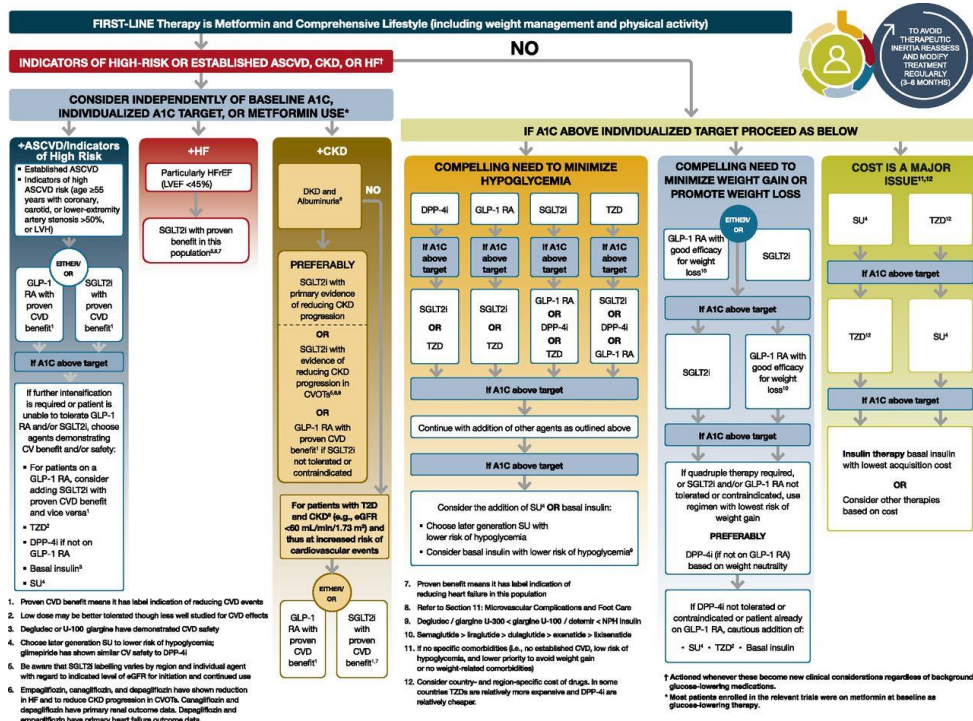 FIRST-LINE Therapy is Metformin and Comprehensive Lifestyle (including weight management and physical activity)
TO AVOID
THERAPEUTIC
INERTIA REASSESS
AND MODIFY
TREATMENT
REGULARLY
(3–6 MONTHS)
INDICATORS OF HIGH-RISK OR ESTABLISHED ASCVD, CKD, OR HF†
NO
CONSIDER INDEPENDENTLY OF BASELINE A1C,
INDIVIDUALIZED A1C TARGET, OR METFORMIN USE*
IF A1C ABOVE INDIVIDUALIZED TARGET PROCEED AS BELOW
+ASCVD/Indicators
of High Risk
▪ Established ASCVD
▪ Indicators of high
ASCVD risk (age ≥55
years with coronary,
carotid, or lower-extremity
artery stenosis >50%,
or LVH)
EITHER/
OR
GLP-1
RA with
proven
CVD
benefit¹
SGLT2i
with
proven
CVD
benefit¹
If A1C above target
If further intensification
is required or patient is
unable to tolerate GLP-1
RA and/or SGLT2i, choose
agents demonstrating
CV benefit and/or safety:
▪ For patients on a
GLP-1 RA, consider
adding SGLT2i with
proven CVD benefit
and vice versa¹
▪ TZD²
▪ DPP-4i if not on
GLP-1 RA
▪ Basal insulin³
▪ SU⁴
+HF
Particularly HFrEF
(LVEF <45%)
SGLT2i with proven
benefit in this
population⁵,⁶,⁷
+CKD
DKD and
Albuminuria⁸
NO
PREFERABLY
SGLT2i with
primary evidence
of reducing CKD
progression
OR
SGLT2i with
evidence of
reducing CKD
progression in
CVOTs⁵,⁶,⁸
OR
GLP-1 RA with
proven CVD
benefit¹ if SGLT2i
not tolerated or
contraindicated
For patients with T2D
and CKD⁸ (e.g., eGFR
<60 mL/min/1.73 m²) and
thus at increased risk of
cardiovascular events
EITHER/
OR
GLP-1
RA with
proven
CVD
benefit¹
SGLT2i
with
proven
CVD
benefit¹,⁷
COMPELLING NEED TO MINIMIZE
HYPOGLYCEMIA
DPP-4i
GLP-1 RA
SGLT2i
TZD
If A1C
above
target
If A1C
above
target
If A1C
above
target
If A1C
above
target
SGLT2i
OR
TZD
SGLT2i
OR
TZD
GLP-1 RA
OR
DPP-4i
OR
TZD
SGLT2i
OR
DPP-4i
OR
GLP-1 RA
If A1C above target
Continue with addition of other agents as outlined above
If A1C above target
Consider the addition of SU⁴ OR basal insulin:
▪ Choose later generation SU with
lower risk of hypoglycemia
▪ Consider basal insulin with lower risk of hypoglycemia⁹
COMPELLING NEED TO
MINIMIZE WEIGHT GAIN OR
PROMOTE WEIGHT LOSS
EITHER/
OR
GLP-1 RA with
good efficacy
for weight
loss¹⁰
SGLT2i
If A1C above target
SGLT2i
GLP-1 RA with
good efficacy
for weight
loss¹⁰
If A1C above target
If quadruple therapy required,
or SGLT2i and/or GLP-1 RA not
tolerated or contraindicated, use
regimen with lowest risk of
weight gain
PREFERABLY
DPP-4i (if not on GLP-1 RA)
based on weight neutrality
If DPP-4i not tolerated or
contraindicated or patient already
on GLP-1 RA, cautious addition of:
• SU⁴ • TZD² • Basal insulin
COST IS A MAJOR
ISSUE¹¹,¹²
SU⁴
TZD¹²
If A1C above target
TZD¹²
SU⁴
If A1C above target
Insulin therapy basal insulin
with lowest acquisition cost
OR
Consider other therapies
based on cost
1. Proven CVD benefit means it has label indication of reducing CVD events
2. Low dose may be better tolerated though less well studied for CVD effects
3. Degludec or U-100 glargine have demonstrated CVD safety
4. Choose later generation SU to lower risk of hypoglycemia;
glimepiride has shown similar CV safety to DPP-4i
5. Be aware that SGLT2i labelling varies by region and individual agent
with regard to indicated level of eGFR for initiation and continued use
6. Empagliflozin, canagliflozin, and dapagliflozin have shown reduction
in HF and to reduce CKD progression in CVOTs. Canagliflozin and
dapagliflozin have primary renal outcome data. Dapagliflozin and
empagliflozin have primary heart failure outcome data.
7. Proven benefit means it has label indication of
reducing heart failure in this population
8. Refer to Section 11: Microvascular Complications and Foot Care
9. Degludec / glargine U-300 < glargine U-100 / detemir < NPH insulin
10. Semaglutide > liraglutide > dulaglutide > exenatide > lixisenatide
11. If no specific comorbidities (i.e., no established CVD, low risk of
hypoglycemia, and lower priority to avoid weight gain
or no weight-related comorbidities)
12. Consider country- and region-specific cost of drugs. In some
countries TZDs are relatively more expensive and DPP-4i are
relatively cheaper.
† Actioned whenever these become new clinical considerations regardless of background
glucose-lowering medications.
* Most patients enrolled in the relevant trials were on metformin at baseline as
glucose-lowering therapy.